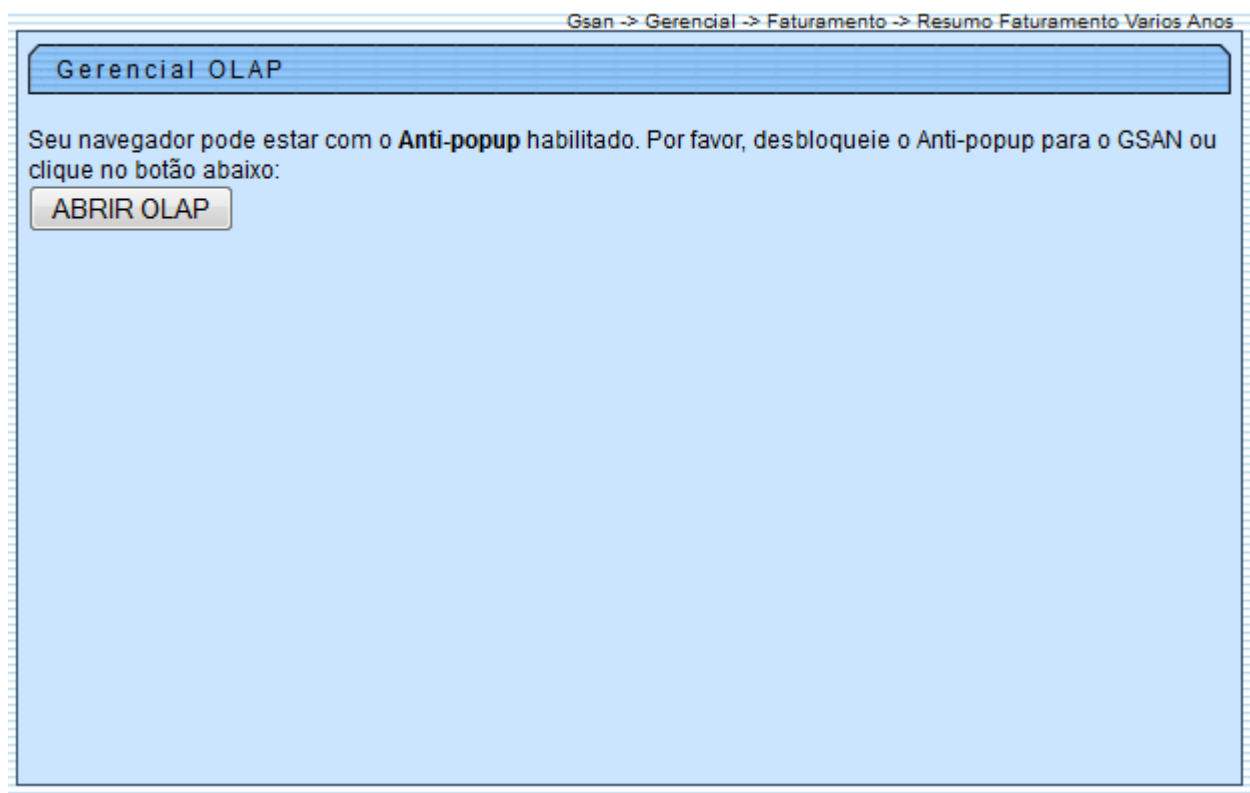 Gsan -> Gerencial -> Faturamento -> Resumo Faturamento Varios Anos
Gerencial OLAP
Seu navegador pode estar com o Anti-popup habilitado. Por favor, desbloqueie o Anti-popup para o GSAN ou
clique no botão abaixo:
ABRIR OLAP